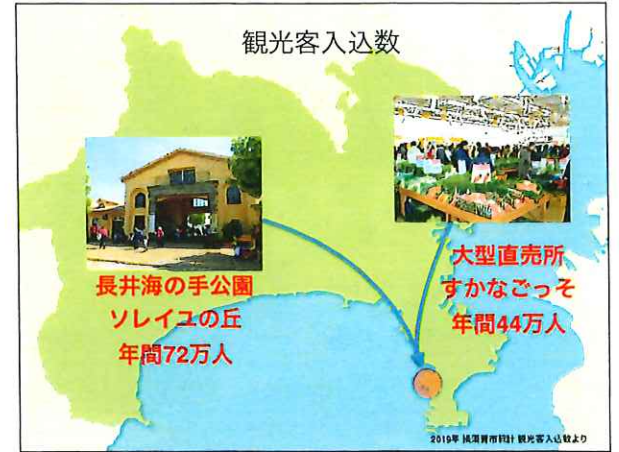 観光客入込数
長井海の手公園
ソレイユの丘
年間72万人
大型直売所
すかなごっそ
年間44万人
2019年 横須賀市統計 観光客入込数より